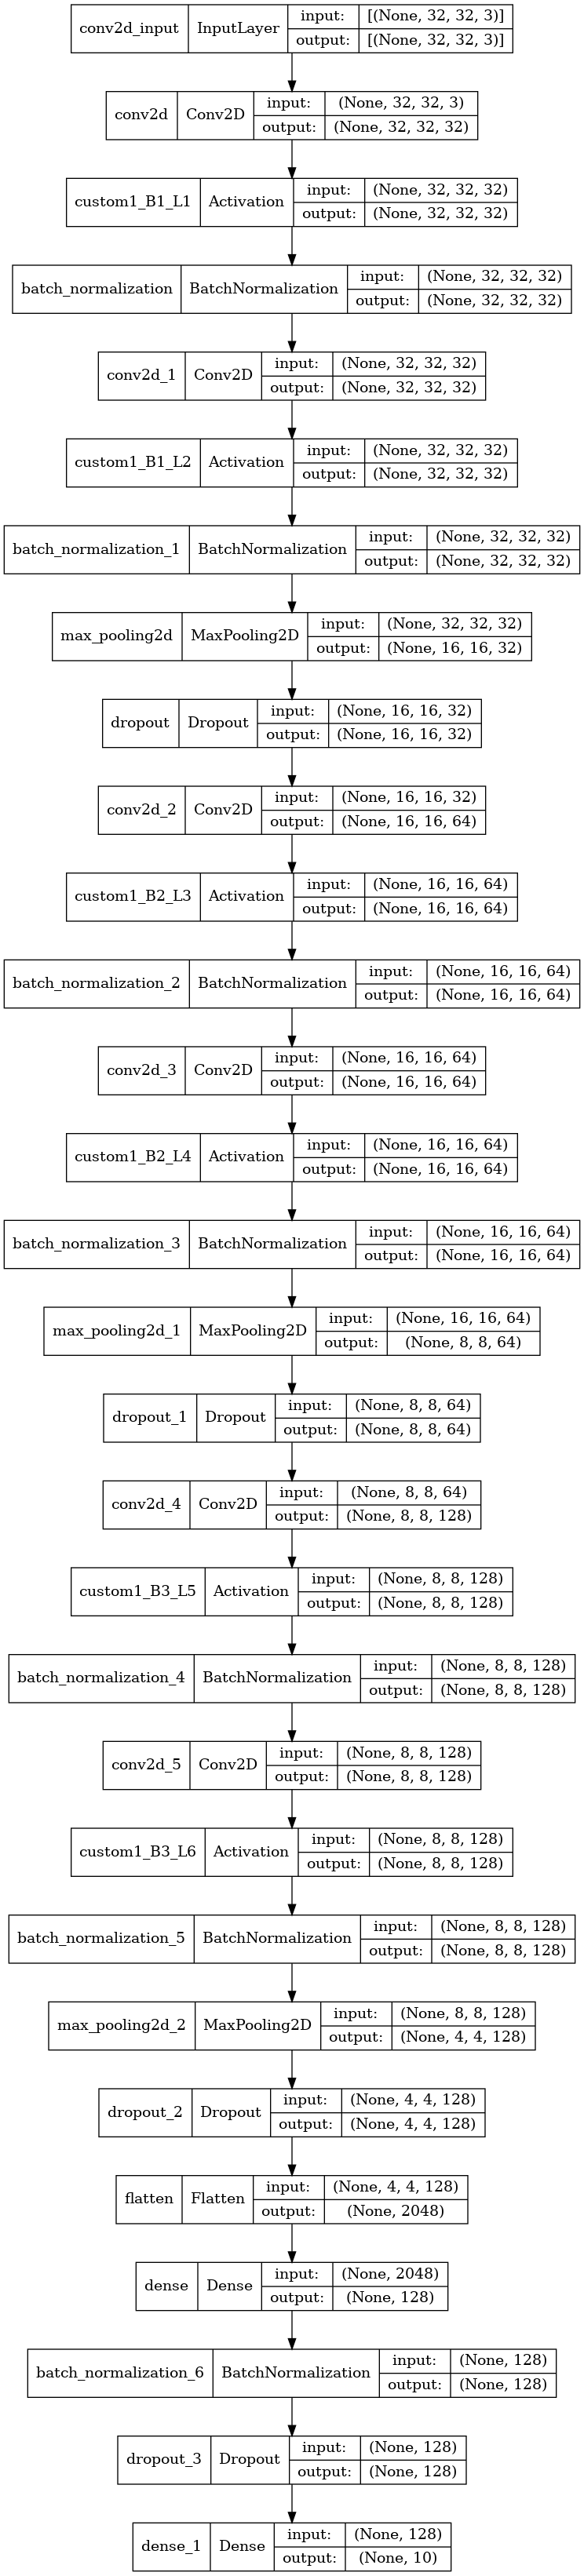 conv2d_input InputLayer input: [(None, 32, 32, 3)]
output: [(None, 32, 32, 3)]
conv2d Conv2D input: (None, 32, 32, 3)
output: (None, 32, 32, 32)
custom1_B1_L1 Activation input: (None, 32, 32, 32)
output: (None, 32, 32, 32)
batch_normalization BatchNormalization input: (None, 32, 32, 32)
output: (None, 32, 32, 32)
conv2d_1 Conv2D input: (None, 32, 32, 32)
output: (None, 32, 32, 32)
custom1_B1_L2 Activation input: (None, 32, 32, 32)
output: (None, 32, 32, 32)
batch_normalization_1 BatchNormalization input: (None, 32, 32, 32)
output: (None, 32, 32, 32)
max_pooling2d MaxPooling2D input: (None, 32, 32, 32)
output: (None, 16, 16, 32)
dropout Dropout input: (None, 16, 16, 32)
output: (None, 16, 16, 32)
conv2d_2 Conv2D input: (None, 16, 16, 32)
output: (None, 16, 16, 64)
custom1_B2_L3 Activation input: (None, 16, 16, 64)
output: (None, 16, 16, 64)
batch_normalization_2 BatchNormalization input: (None, 16, 16, 64)
output: (None, 16, 16, 64)
conv2d_3 Conv2D input: (None, 16, 16, 64)
output: (None, 16, 16, 64)
custom1_B2_L4 Activation input: (None, 16, 16, 64)
output: (None, 16, 16, 64)
batch_normalization_3 BatchNormalization input: (None, 16, 16, 64)
output: (None, 16, 16, 64)
max_pooling2d_1 MaxPooling2D input: (None, 16, 16, 64)
output: (None, 8, 8, 64)
dropout_1 Dropout input: (None, 8, 8, 64)
output: (None, 8, 8, 64)
conv2d_4 Conv2D input: (None, 8, 8, 64)
output: (None, 8, 8, 128)
custom1_B3_L5 Activation input: (None, 8, 8, 128)
output: (None, 8, 8, 128)
batch_normalization_4 BatchNormalization input: (None, 8, 8, 128)
output: (None, 8, 8, 128)
conv2d_5 Conv2D input: (None, 8, 8, 128)
output: (None, 8, 8, 128)
custom1_B3_L6 Activation input: (None, 8, 8, 128)
output: (None, 8, 8, 128)
batch_normalization_5 BatchNormalization input: (None, 8, 8, 128)
output: (None, 8, 8, 128)
max_pooling2d_2 MaxPooling2D input: (None, 8, 8, 128)
output: (None, 4, 4, 128)
dropout_2 Dropout input: (None, 4, 4, 128)
output: (None, 4, 4, 128)
flatten Flatten input: (None, 4, 4, 128)
output: (None, 2048)
dense Dense input: (None, 2048)
output: (None, 128)
batch_normalization_6 BatchNormalization input: (None, 128)
output: (None, 128)
dropout_3 Dropout input: (None, 128)
output: (None, 128)
dense_1 Dense input: (None, 128)
output: (None, 10)